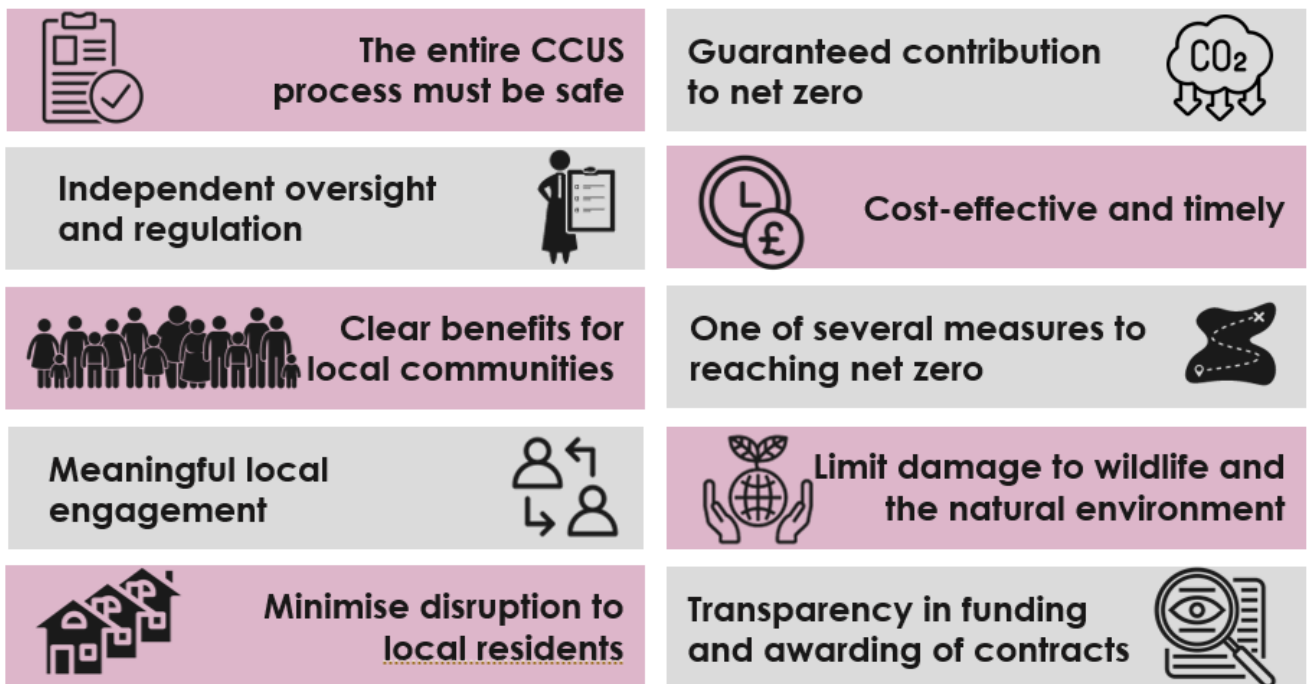 The entire CCUS
process must be safe
Guaranteed contribution
to net zero
CO₂
Independent oversight
and regulation
Cost-effective and timely
£
Clear benefits for
local communities
One of several measures to
reaching net zero
Meaningful local
engagement
Limit damage to wildlife and
the natural environment
Minimise disruption to
local residents
Transparency in funding
and awarding of contracts